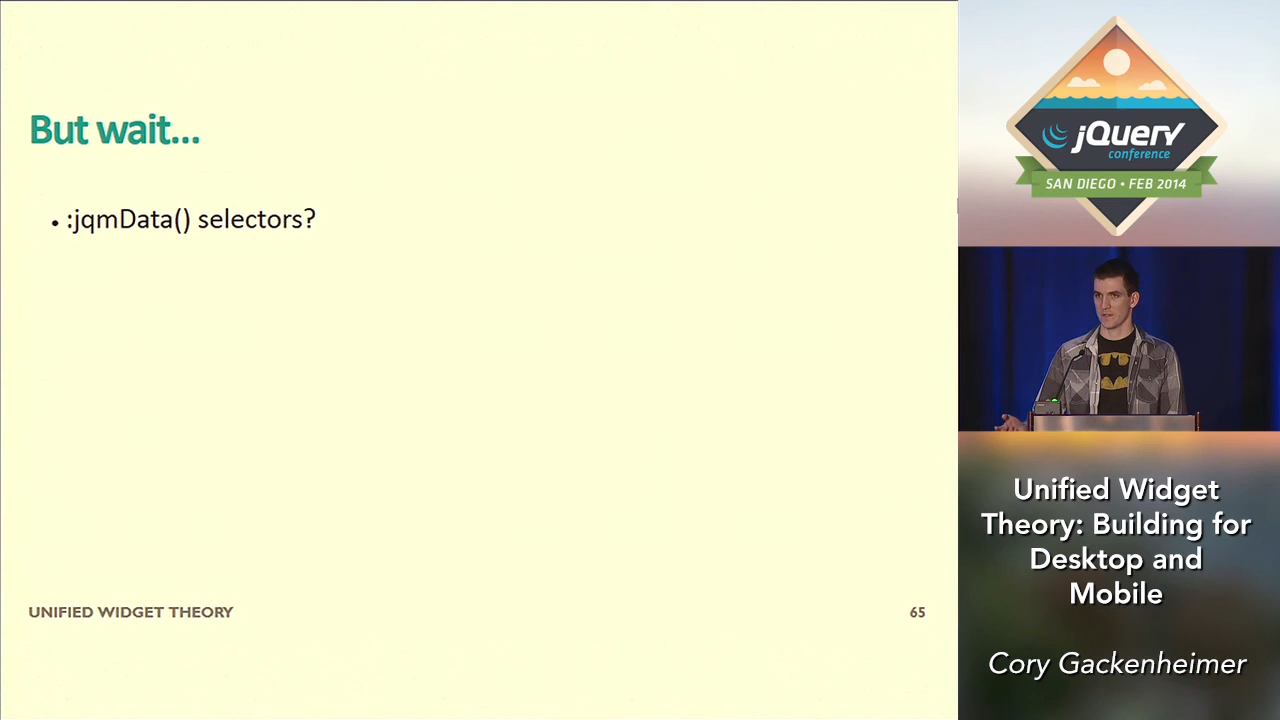 But wait...
• :jqmData() selectors?
UNIFIED WIDGET THEORY
65
jQuery
conference
SAN DIEGO • FEB 2014
Unified Widget
Theory: Building for
Desktop and
Mobile
Cory Gackenheimer